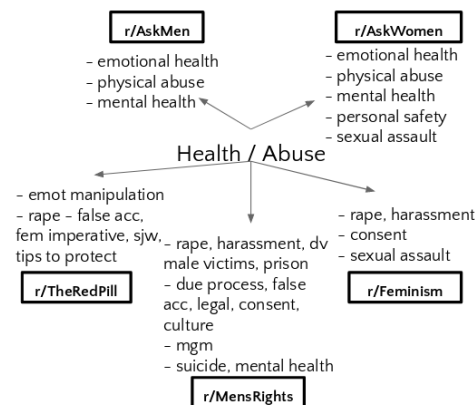 r/AskMen
– emotional health
– physical abuse
– mental health
r/AskWomen
– emotional health
– physical abuse
– mental health
– personal safety
– sexual assault
Health / Abuse
– emot manipulation
– rape – false acc,
fem imperative, sjw,
tips to protect
r/TheRedPill
– rape, harassment, dv
male victims, prison
– due process, false
acc, legal, consent,
culture
– mgm
– suicide, mental health
r/MensRights
– rape, harassment
– consent
– sexual assault
r/Feminism